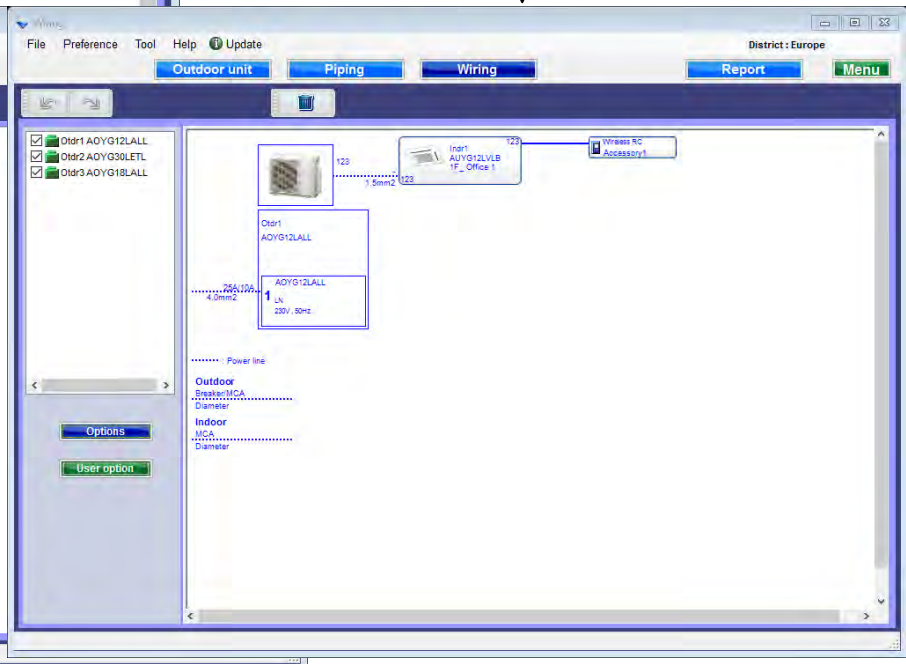 Wiring
File Preference Tool Help Update District : Europe
Outdoor unit Piping Wiring Report Menu
Otdr1 AOYG12LALL
Otdr2 AOYG30LETL
Otdr3 AOYG18LALL
123
1.5mm2
123
Indr1
AUYG12LVLB
1F_ Office 1
123
Wireless RC
Accessory1
Otdr1
AOYG12LALL
25A/10A
4.0mm2
AOYG12LALL
1 LN
230V , 50Hz
: Power line
Outdoor
Breaker/MCA
Diameter
Indoor
MCA
Diameter
Options
User option